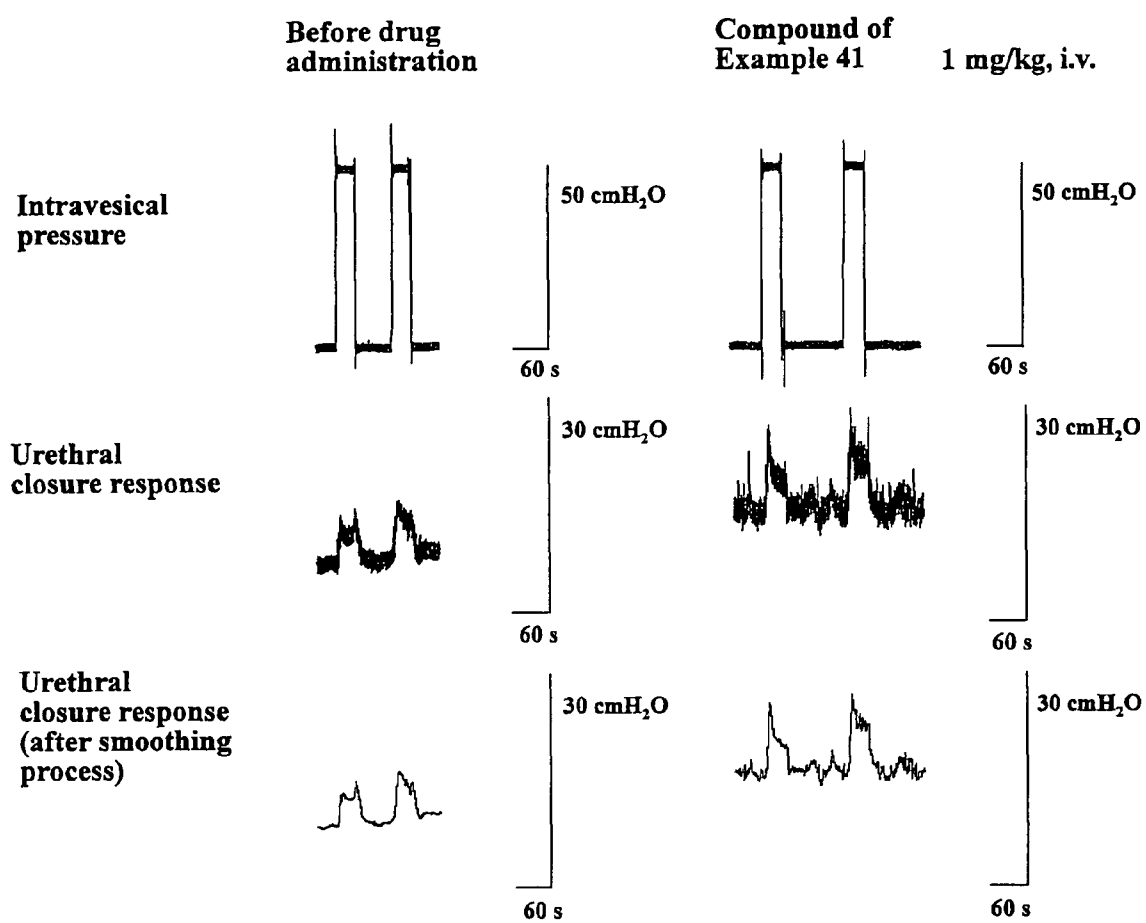 Before drug
administration
Compound of
Example 41 1 mg/kg, i.v.
Intravesical
pressure
50 cmH₂O
60 s
50 cmH₂O
60 s
Urethral
closure response
30 cmH₂O
60 s
30 cmH₂O
60 s
Urethral
closure response
(after smoothing
process)
30 cmH₂O
60 s
30 cmH₂O
60 s